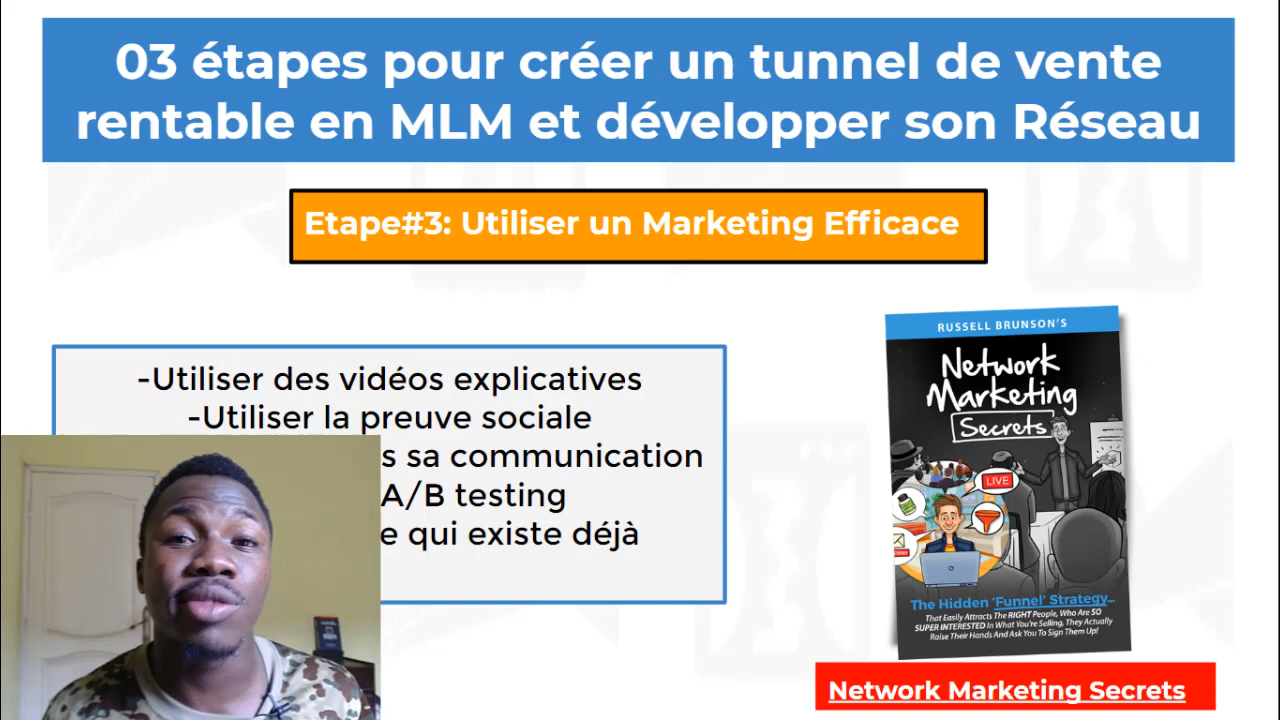 03 étapes pour créer un tunnel de vente
rentable en MLM et développer son Réseau
Etape#3: Utiliser un Marketing Efficace
-Utiliser des vidéos explicatives
-Utiliser la preuve sociale
sa communication
A/B testing
qui existe déjà
RUSSELL BRUNSON'S
Network
Marketing
Secrets
LIVE
The Hidden 'Funnel' Strategy...
That Easily Attracts The RIGHT People, Who Are SO
SUPER INTERESTED In What You're Selling, They Actually
Raise Their Hands And Ask You To Sign Them Up!
Network Marketing Secrets